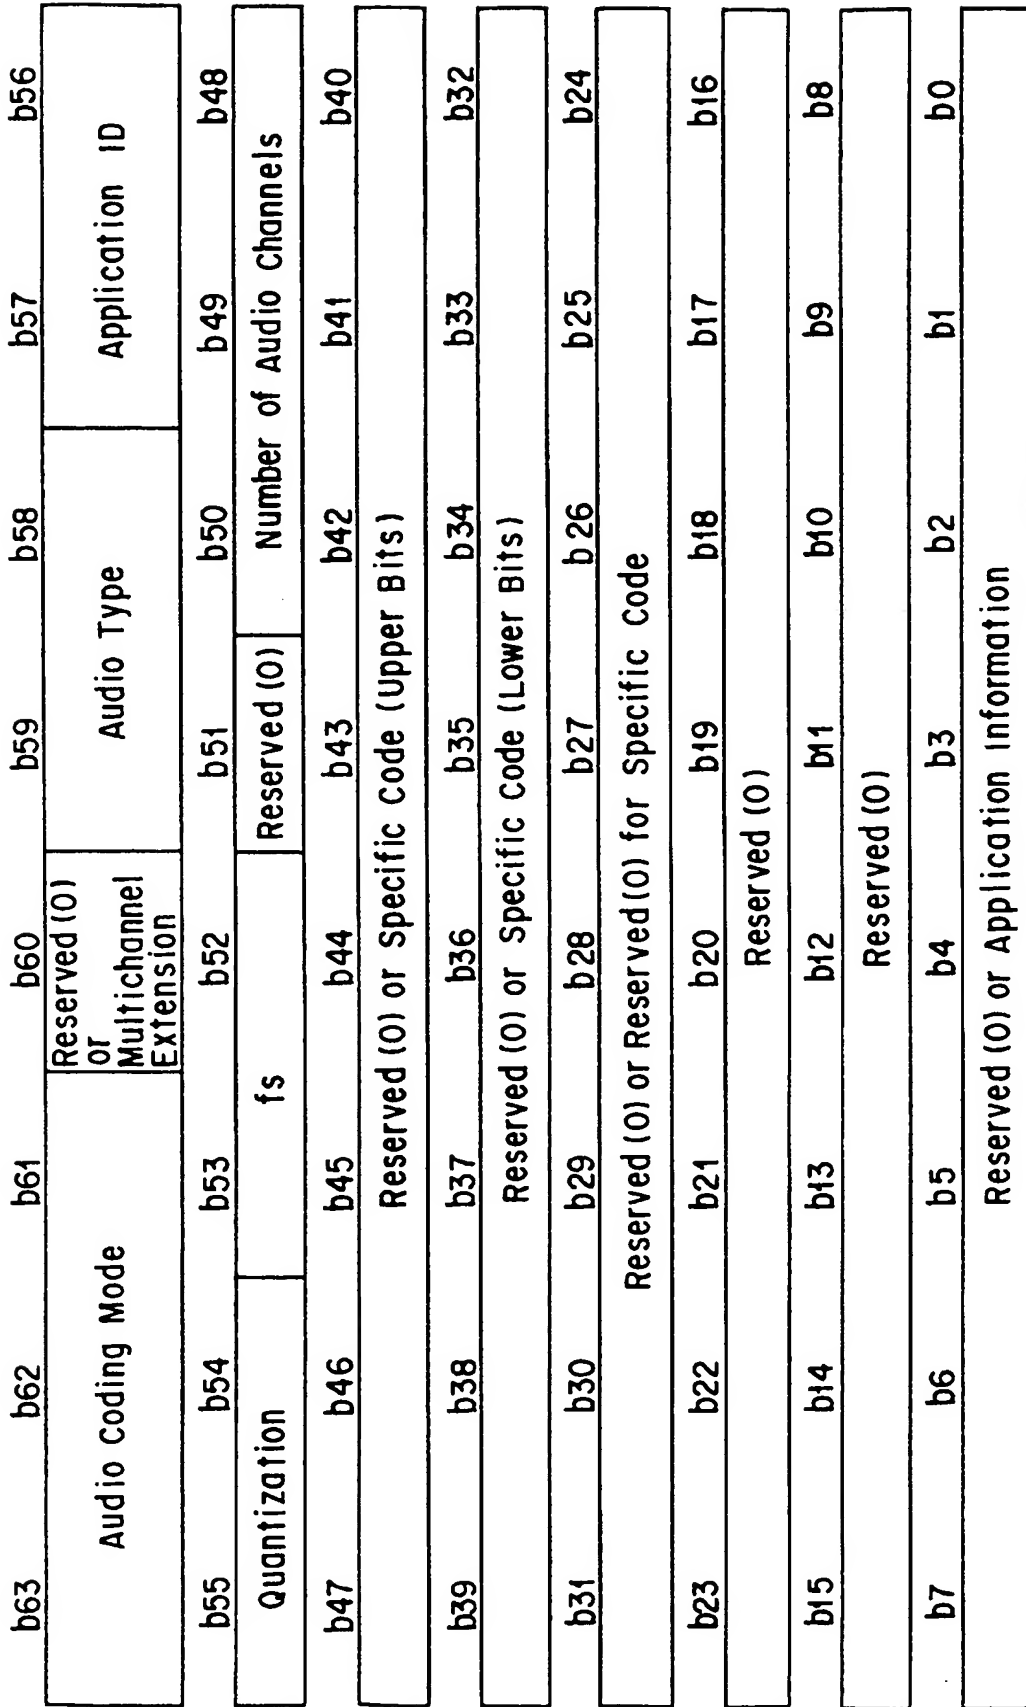 b63 b62 b61 b60 b59 b58 b57 b56
Audio Coding Mode
Reserved (0)
or
Multichannel
Extension
Audio Type
Application ID
b55 b54 b53 b52 b51 b50 b49 b48
Quantization
fs
Reserved (0)
Number of Audio Channels
b47 b46 b45 b44 b43 b42 b41 b40
Reserved (0) or Specific Code (Upper Bits)
b39 b38 b37 b36 b35 b34 b33 b32
Reserved (0) or Specific Code (Lower Bits)
b31 b30 b29 b28 b27 b26 b25 b24
Reserved (0) or Reserved (0) for Specific Code
b23 b22 b21 b20 b19 b18 b17 b16
Reserved (0)
b15 b14 b13 b12 b11 b10 b9 b8
Reserved (0)
b7 b6 b5 b4 b3 b2 b1 b0
Reserved (0) or Application Information